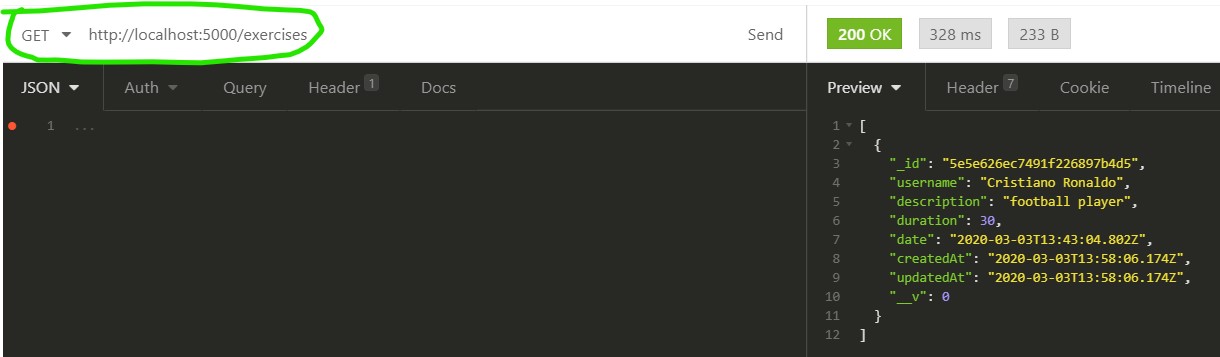 GET http://localhost:5000/exercises Send 200 OK 328 ms 233 B
JSON Auth Query Header 1 Docs Preview Header 7 Cookie Timeline
1 ...
1 [
2 {
3 "_id": "5e5e626ec7491f226897b4d5",
4 "username": "Cristiano Ronaldo",
5 "description": "football player",
6 "duration": 30,
7 "date": "2020-03-03T13:43:04.802Z",
8 "createdAt": "2020-03-03T13:58:06.174Z",
9 "updatedAt": "2020-03-03T13:58:06.174Z",
10 "__v": 0
11 }
12 ]